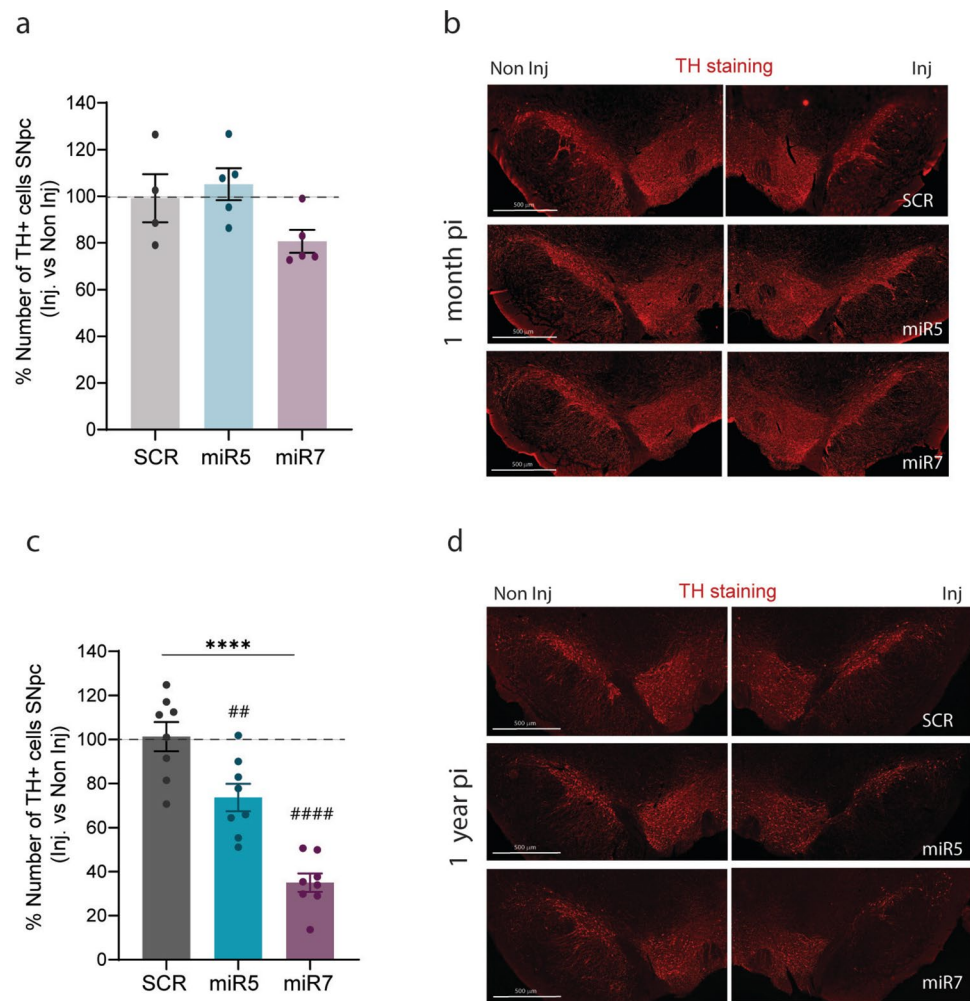 a
% Number of TH+ cells SNpc
(Inj. vs Non Inj)
140
120
100
80
60
40
20
0
SCR miR5 miR7
b
Non Inj TH staining Inj
1 month pi
500 µm
SCR
500 µm
miR5
500 µm
miR7
c
% Number of TH+ cells SNpc
(Inj. vs Non Inj)
140
120
100
80
60
40
20
0
****
##
####
SCR miR5 miR7
d
Non Inj TH staining Inj
1 year pi
500 µm
SCR
500 µm
miR5
500 µm
miR7